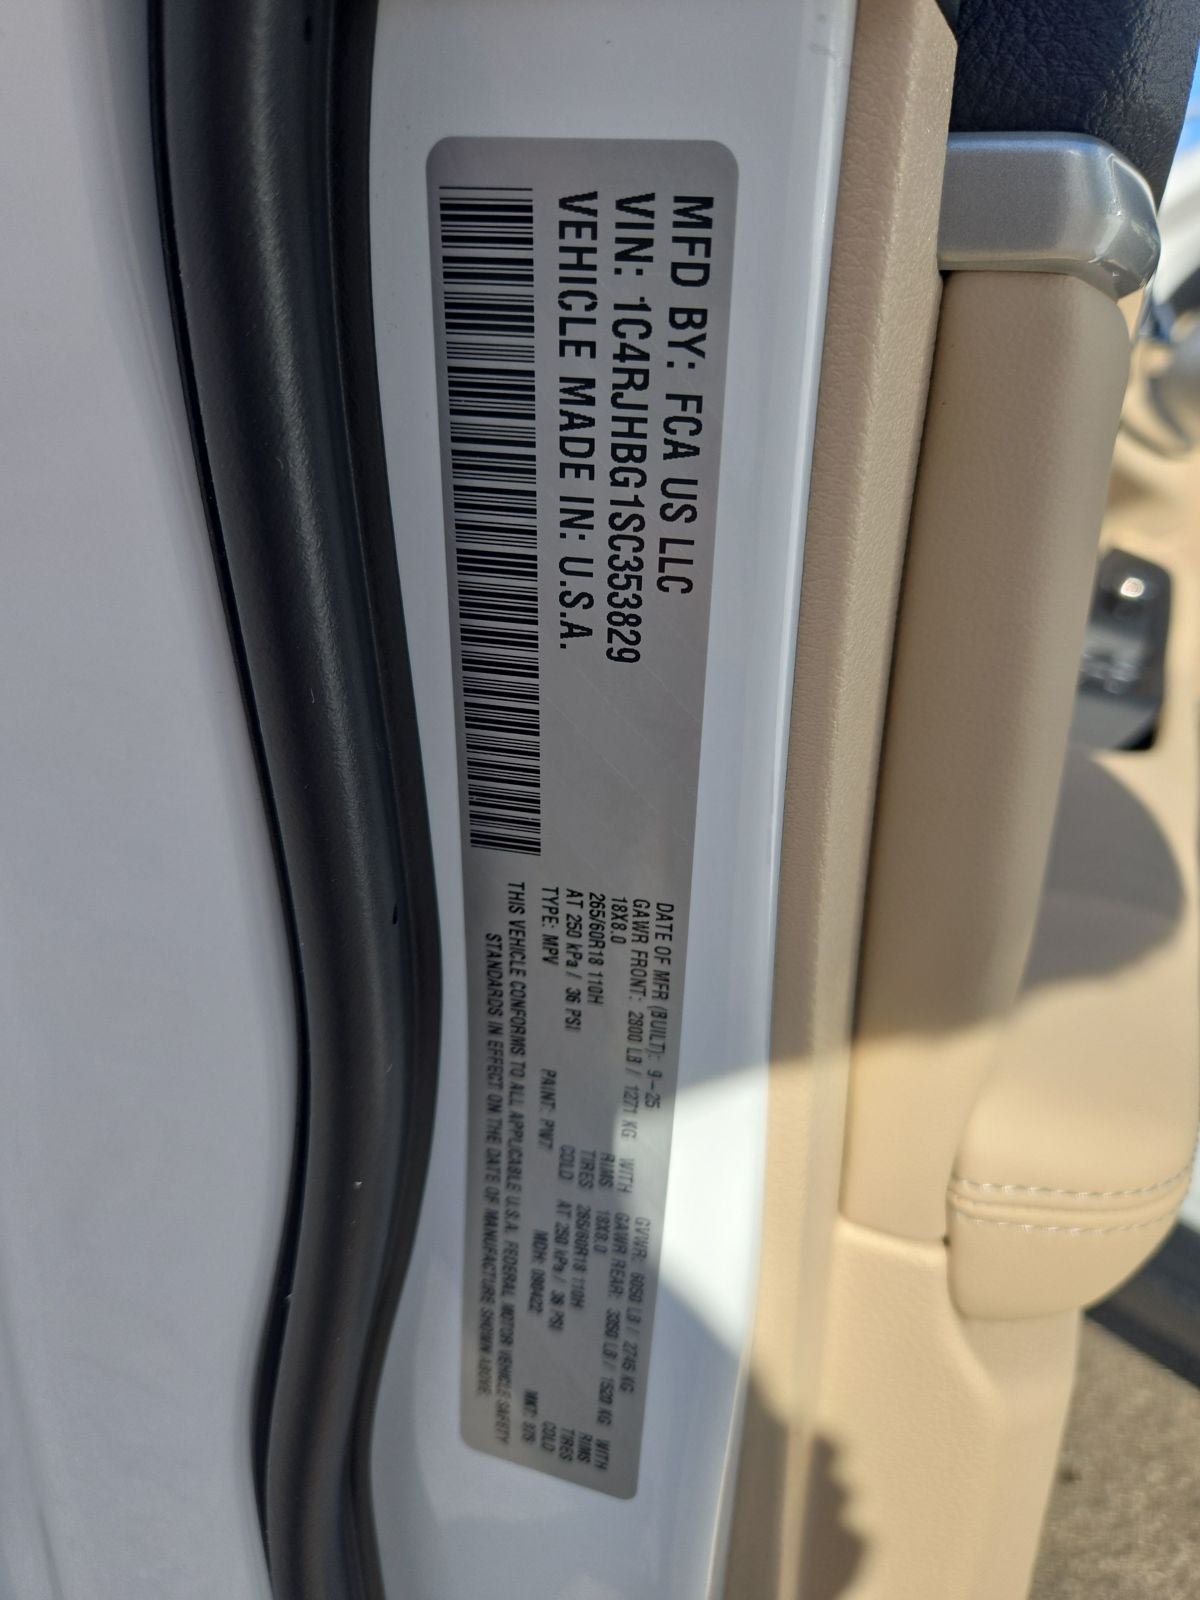 MFD BY: FCA US LLC
VIN: 1C4RJHBG1SC353829
VEHICLE MADE IN: U.S.A.
DATE OF MFR (BUILT): 9-25 GVWR: 6050 LB / 2745 KG
GAWR FRONT: 2800 LB / 1271 KG WITH GAWR REAR: 3350 LB / 1520 KG WITH
18X8.0 RIMS 18X8.0 RIMS
265/60R18 110H TIRES 265/60R18 110H TIRES
AT 250 kPa / 36 PSI COLD AT 250 kPa / 36 PSI COLD
TYPE: MPV PAINT: PW7 MDH: 090422 MKT:
THIS VEHICLE CONFORMS TO ALL APPLICABLE U.S.A. FEDERAL MOTOR VEHICLE SAFETY
STANDARDS IN EFFECT ON THE DATE OF MANUFACTURE SHOWN ABOVE.